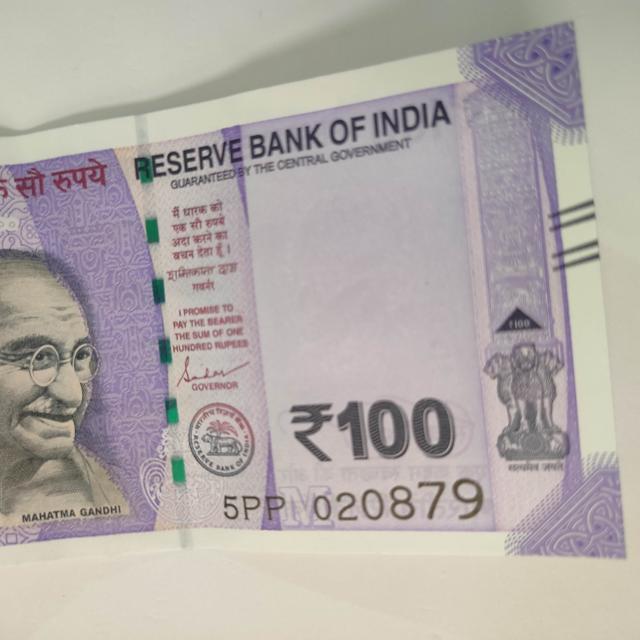 सौ रुपये
RESERVE BANK OF INDIA
GUARANTEED BY THE CENTRAL GOVERNMENT
मैं धारक को
एक सौ रुपये
अदा करने का
वचन देता हूँ।
शक्तिकान्त दास
गवर्नर
I PROMISE TO
PAY THE BEARER
THE SUM OF ONE
HUNDRED RUPEES
GOVERNOR
₹100
भारतीय रिज़र्व बैंक
RESERVE BANK OF INDIA
₹100
सत्यमेव जयते
5PP 020879
MAHATMA GANDHI